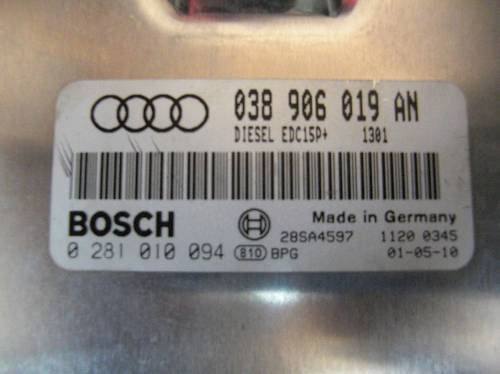 038 906 019 AN
DIESEL EDC15P+ 1301
BOSCH
Made in Germany
28SA4597 1120 0345
0 281 010 094 810 BPG 01-05-10